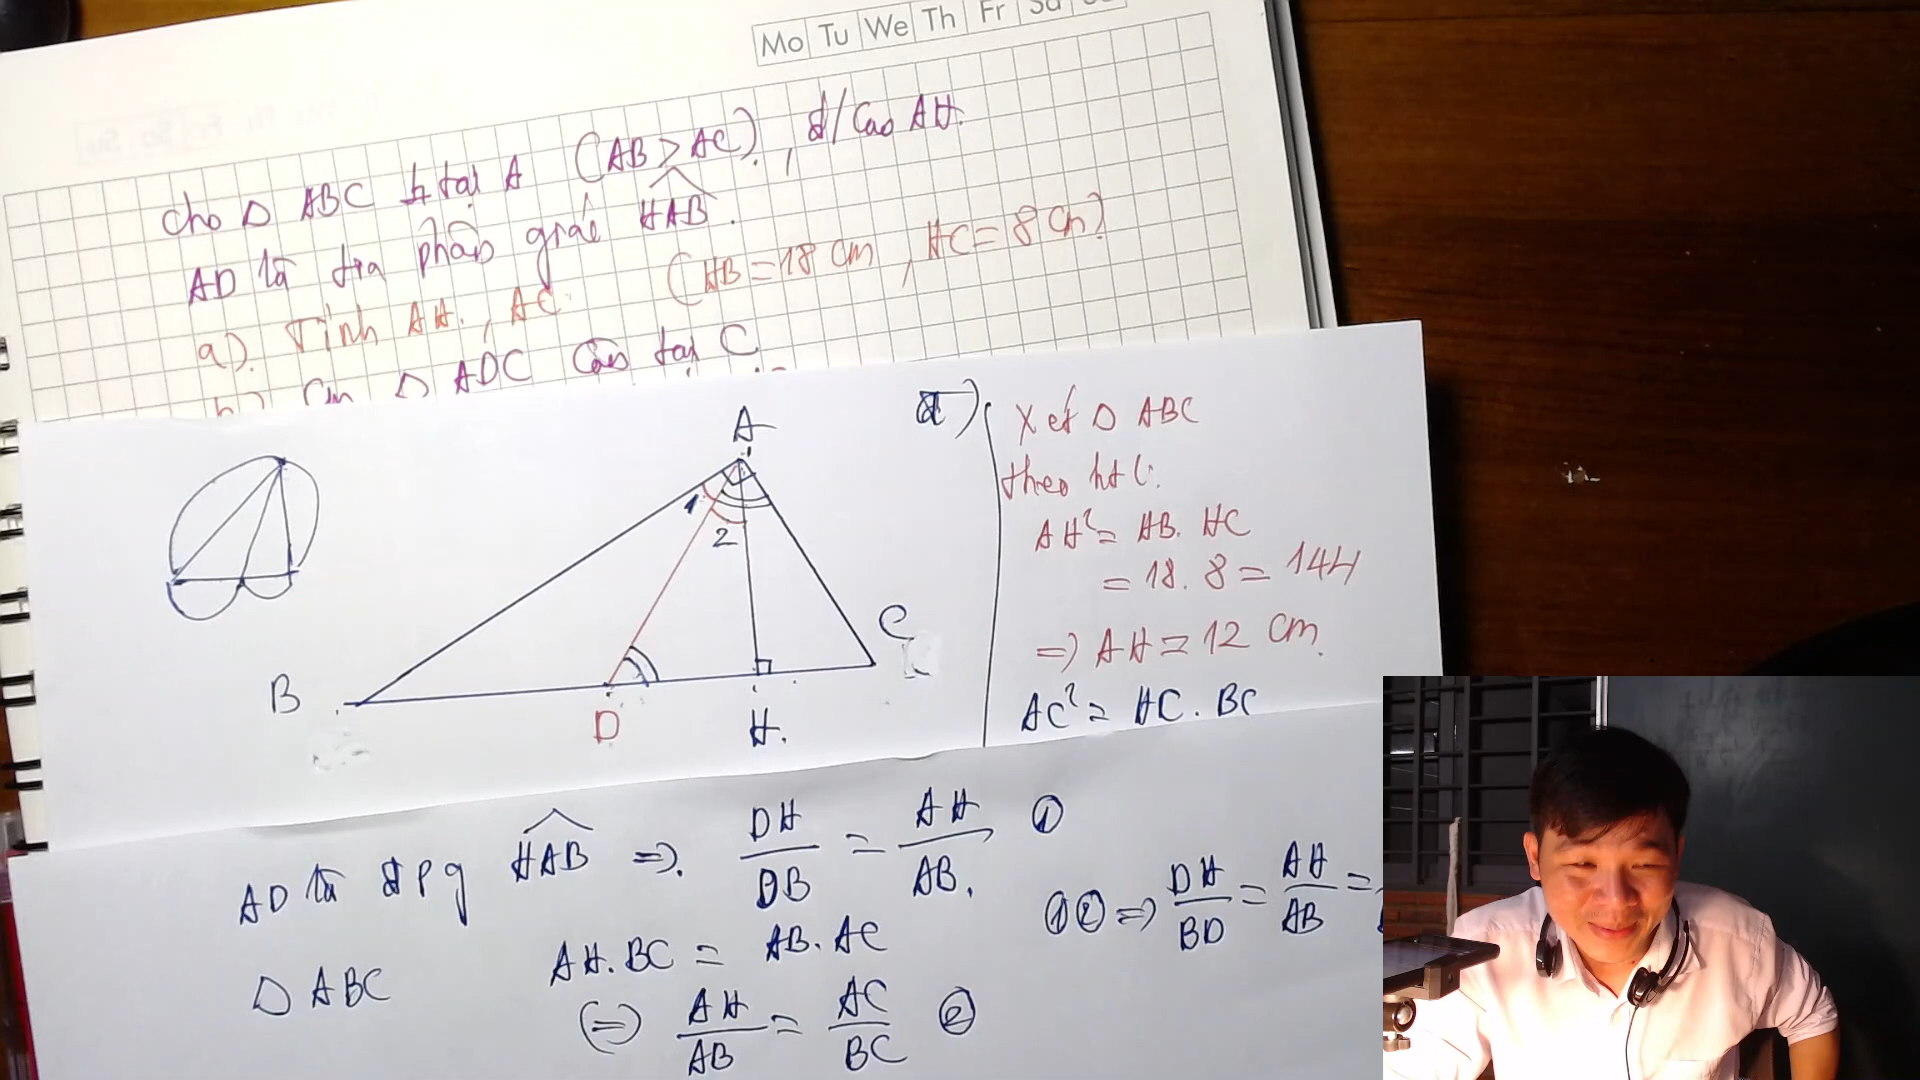 Mo Tu We Th Fr Sa
Cho Δ ABC ⊥ tại A (AB > AC), đ/cao AH.
AD là tia phân giác HAB.
a). Tính AH, AC (HB = 18 cm, HC = 8 cm)
b) Cm Δ ADC cân tại C
A
1
2
B
D
H.
C
a)
Xét Δ ABC
theo htl:
AH² = HB. HC
= 18. 8 = 144
=> AH = 12 cm.
AC² = HC. BC
AD là đpg HAB => DH/DB = AH/AB. ①
Δ ABC AH.BC = AB.AC
(=) AH/AB = AC/BC ②
①② => DH/BD = AH/AB =